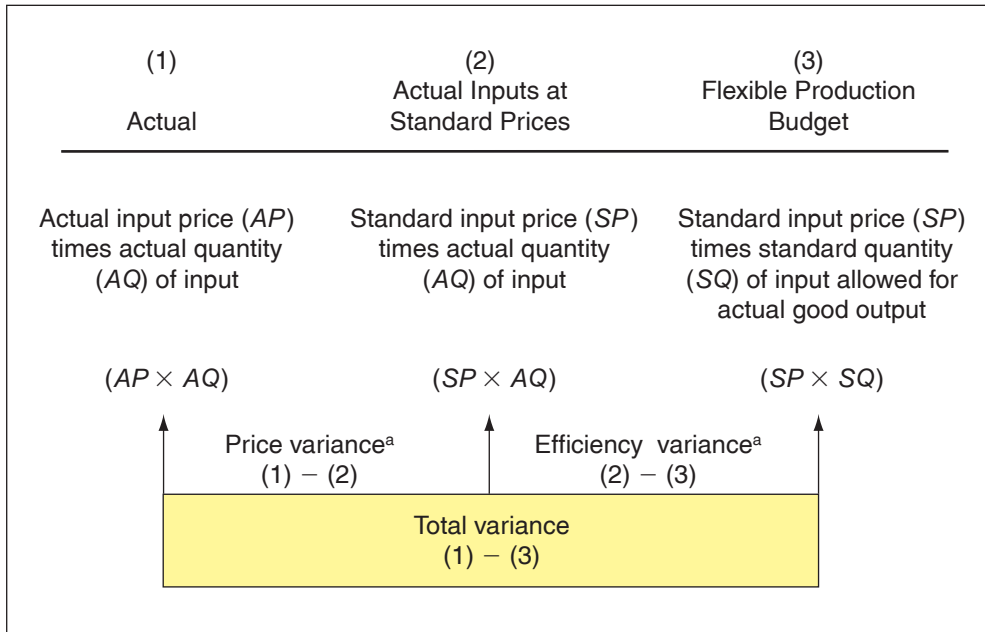 (1)
Actual
(2)
Actual Inputs at
Standard Prices
(3)
Flexible Production
Budget
Actual input price (AP)
times actual quantity
(AQ) of input
Standard input price (SP)
times actual quantity
(AQ) of input
Standard input price (SP)
times standard quantity
(SQ) of input allowed for
actual good output
(AP × AQ)
(SP × AQ)
(SP × SQ)
Price varianceᵃ
(1) − (2)
Efficiency varianceᵃ
(2) − (3)
Total variance
(1) − (3)